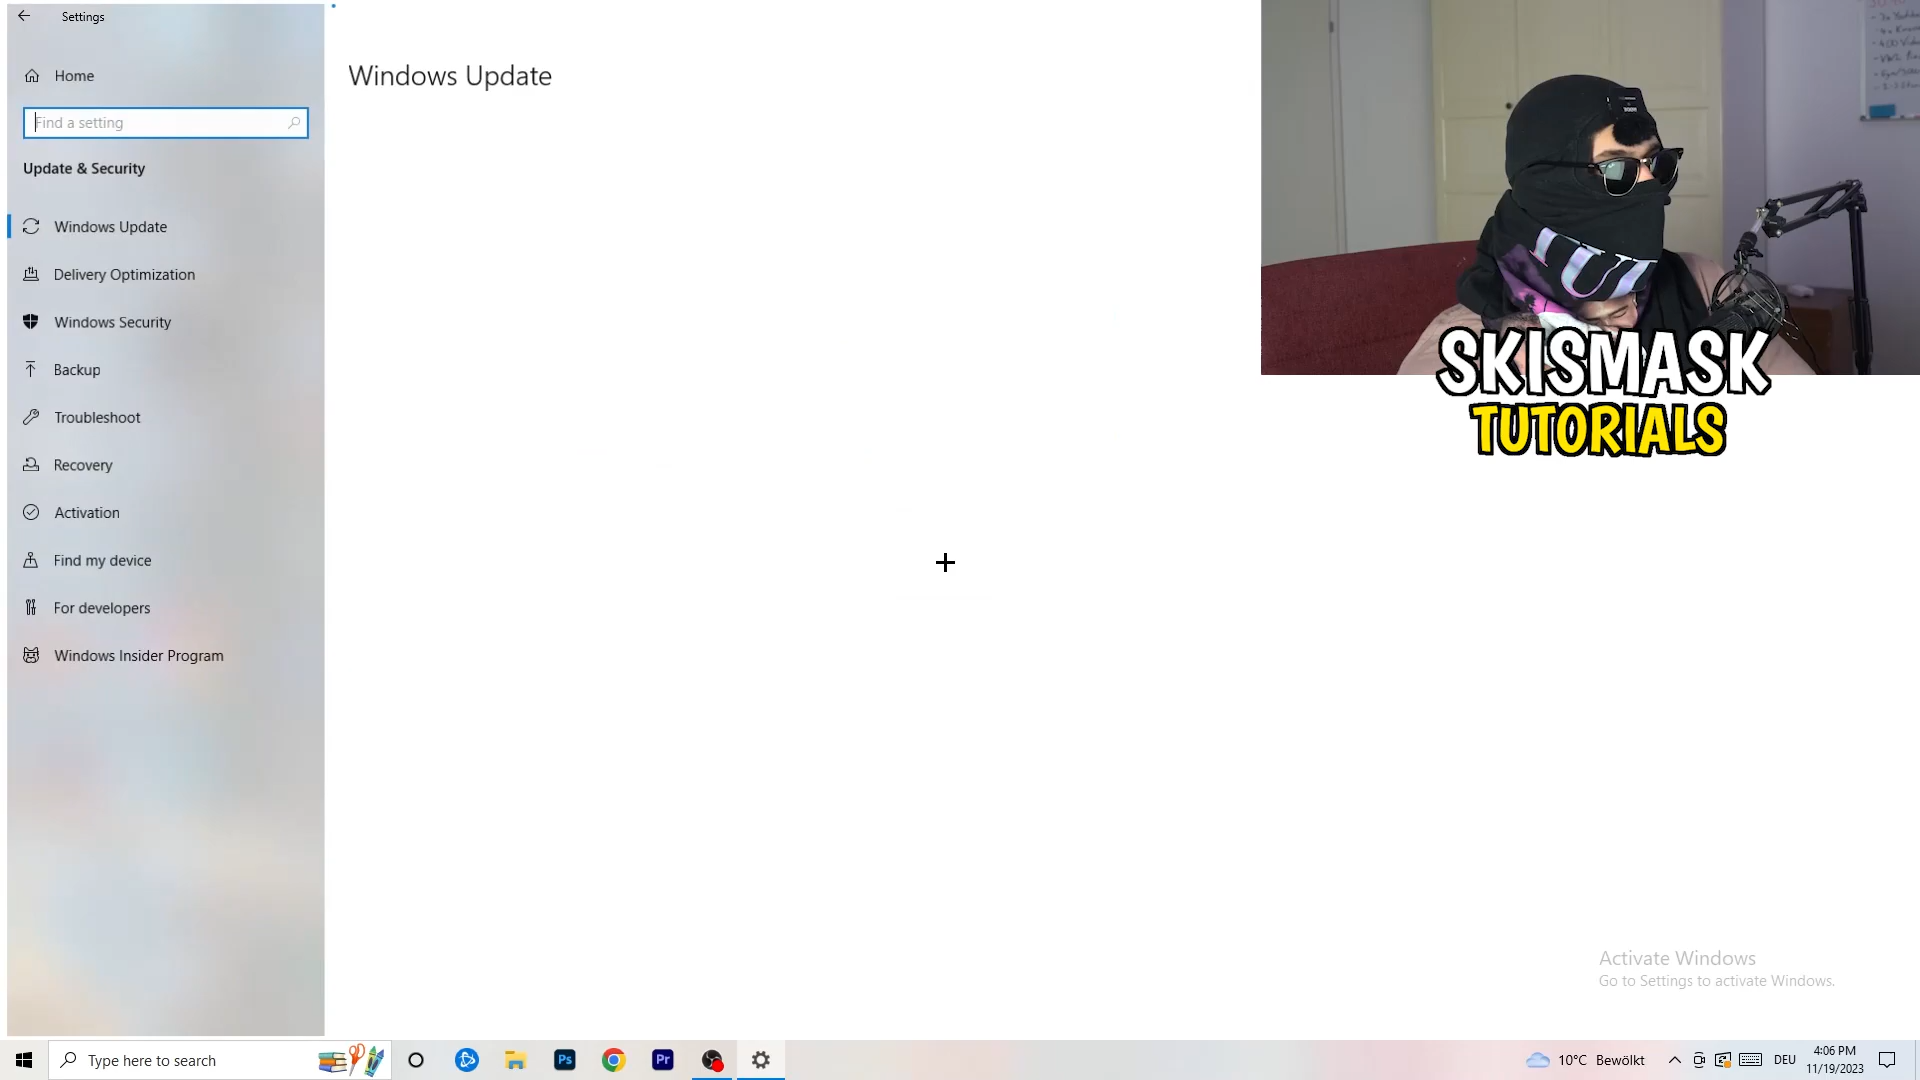 Settings
Home
Find a setting
Update & Security
Windows Update
Delivery Optimization
Windows Security
Backup
Troubleshoot
Recovery
Activation
Find my device
For developers
Windows Insider Program
Windows Update
SKISMASK
TUTORIALS
Activate Windows
Go to Settings to activate Windows.
Type here to search
Ps
Pr
10°C Bewölkt
DEU
4:06 PM
11/19/2023